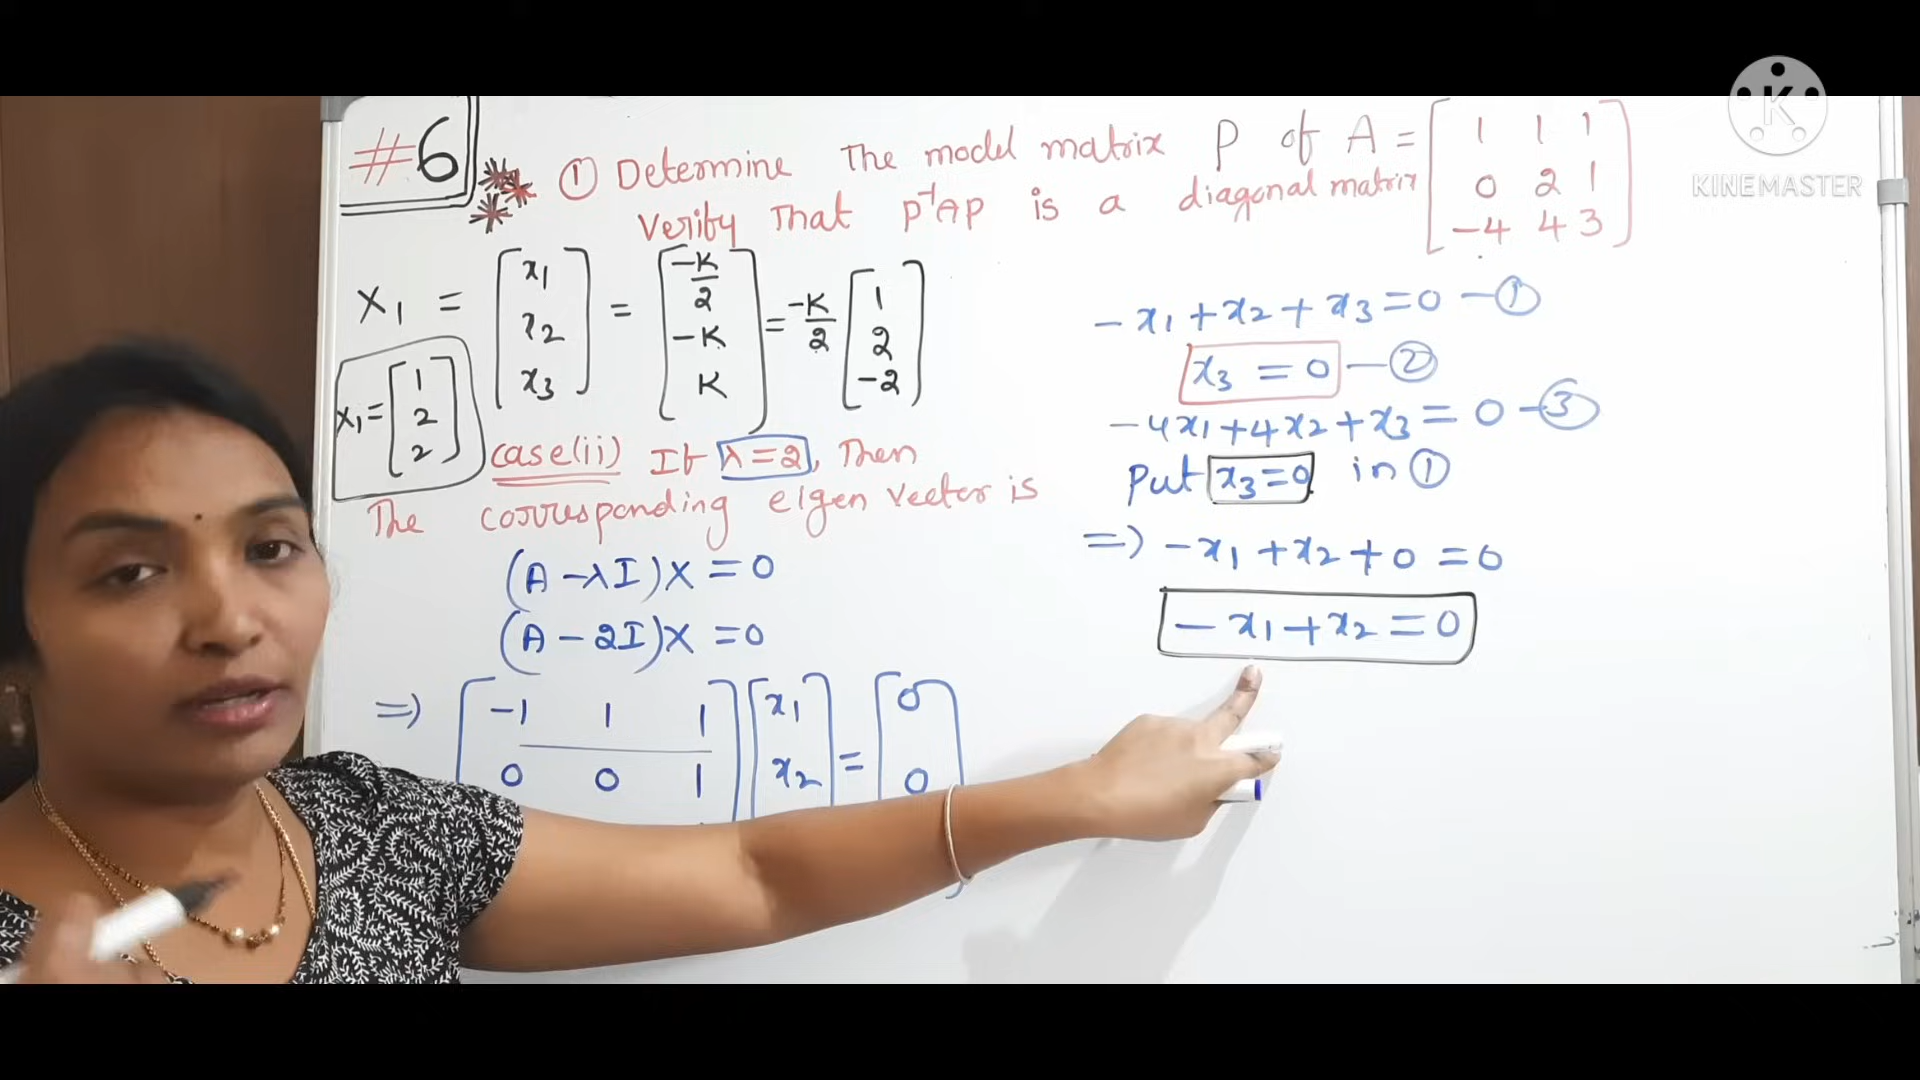 #6
① Determine The model matrix P of A = [1 1 1
0 2 1
-4 4 3]
Verify That P⁻¹AP is a diagonal matrix
X₁ = [x₁
x₂
x₃] = [-K/2
-K
K] = -K/2 [1
2
-2]
X₁ = [1
2
2]
case(ii) If λ=2, Then
The corresponding eigen vector is
(A - λI)X = 0
(A - 2I)X = 0
=> [-1 1 1
0 0 1] [x₁
x₂] = [0
0]
-x₁ + x₂ + x₃ = 0 — ①
x₃ = 0 — ②
-4x₁ + 4x₂ + x₃ = 0 — ③
Put x₃=0 in ①
=> -x₁ + x₂ + 0 = 0
-x₁ + x₂ = 0
K
KINEMASTER